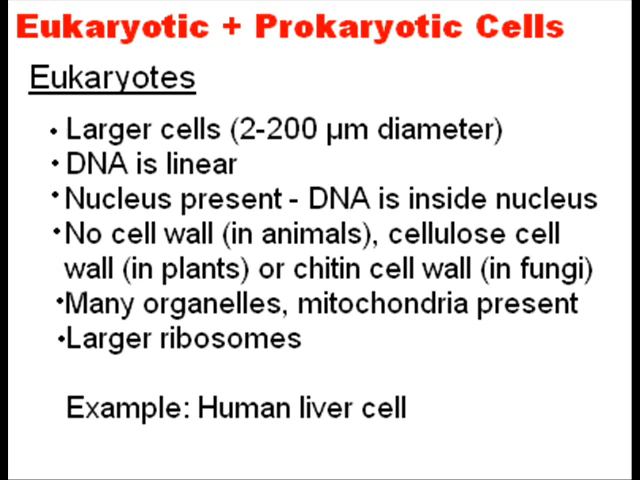 Eukaryotic + Prokaryotic Cells
Eukaryotes
• Larger cells (2-200 µm diameter)
• DNA is linear
• Nucleus present - DNA is inside nucleus
• No cell wall (in animals), cellulose cell
wall (in plants) or chitin cell wall (in fungi)
• Many organelles, mitochondria present
• Larger ribosomes
Example: Human liver cell